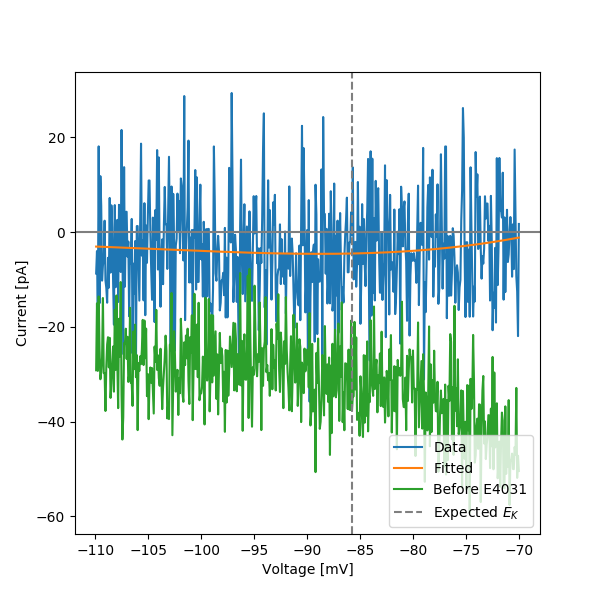 Current [pA]
20
0
−20
−40
−60
−110
−105
−100
−95
−90
−85
−80
−75
−70
Voltage [mV]
Data
Fitted
Before E4031
Expected E_K